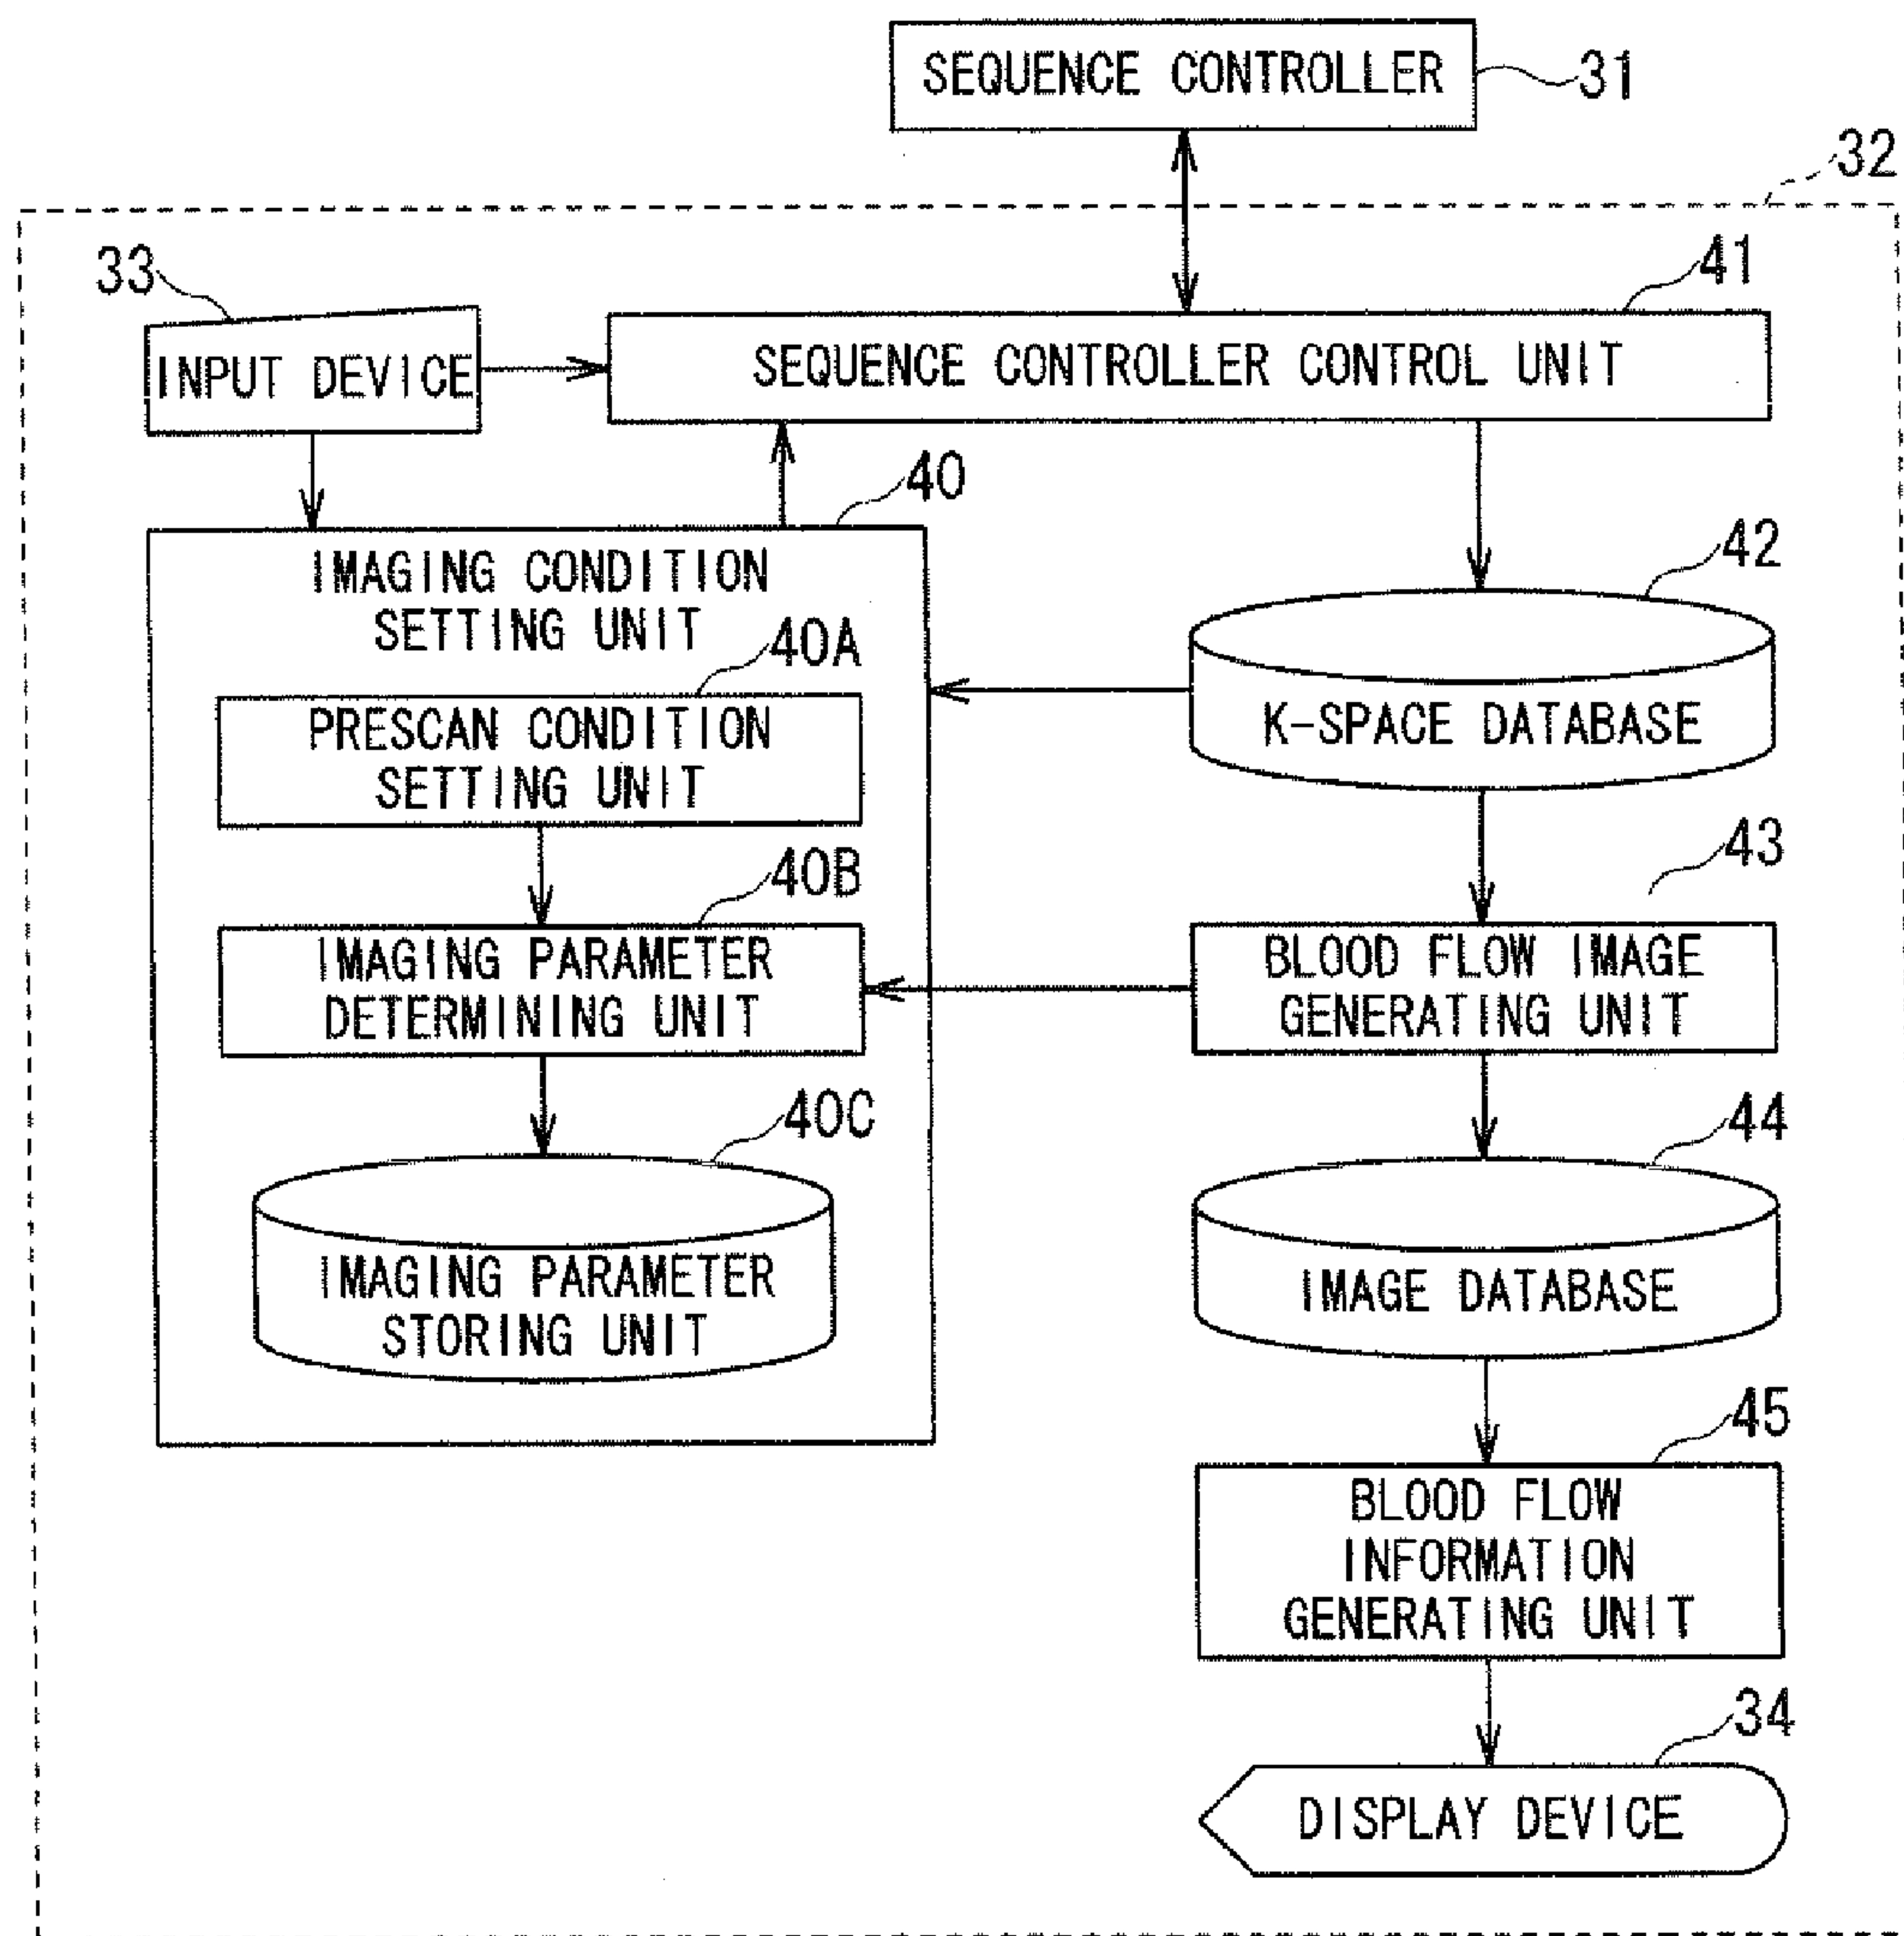 SEQUENCE CONTROLLER
31
32
33
INPUT DEVICE
41
SEQUENCE CONTROLLER CONTROL UNIT
40
IMAGING CONDITION
SETTING UNIT
40A
PRESCAN CONDITION
SETTING UNIT
40B
IMAGING PARAMETER
DETERMINING UNIT
40C
IMAGING PARAMETER
STORING UNIT
42
K-SPACE DATABASE
43
BLOOD FLOW IMAGE
GENERATING UNIT
44
IMAGE DATABASE
45
BLOOD FLOW
INFORMATION
GENERATING UNIT
34
DISPLAY DEVICE